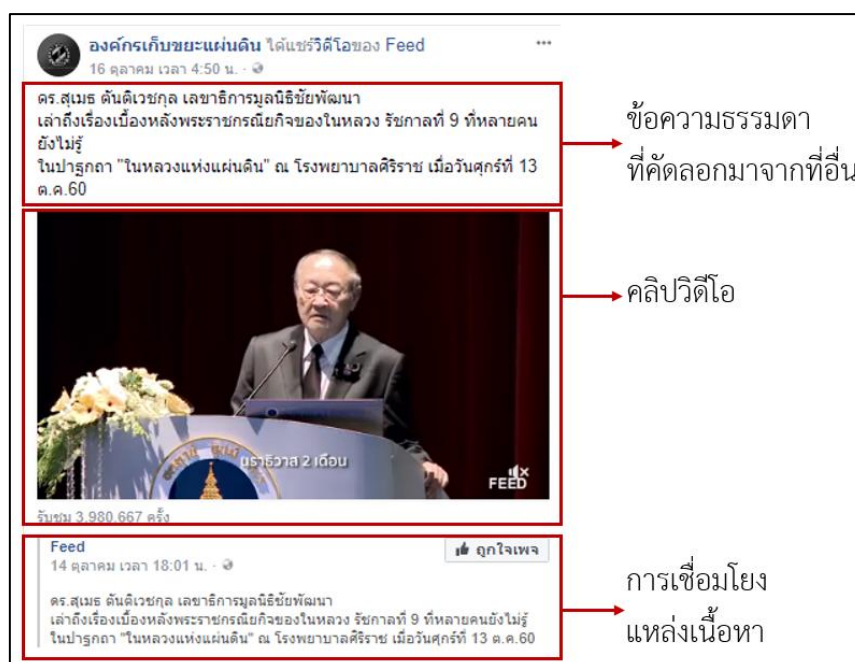 องค์กรเก็บขยะแผ่นดิน ได้แชร์วิดีโอของ Feed
16 ตุลาคม เวลา 4:50 น.
ดร.สุเมธ ตันติเวชกุล เลขาธิการมูลนิธิชัยพัฒนา
เล่าถึงเรื่องเบื้องหลังพระราชกรณียกิจของในหลวง รัชกาลที่ 9 ที่หลายคน
ยังไม่รู้
ในปาฐกถา "ในหลวงแห่งแผ่นดิน" ณ โรงพยาบาลศิริราช เมื่อวันศุกร์ที่ 13
ต.ค.60
ข้อความธรรมดา
ที่คัดลอกมาจากที่อื่น
นราธิวาส 2 เดือน
FEED
คลิปวิดีโอ
รับชม 3,980,667 ครั้ง
Feed
ถูกใจเพจ
14 ตุลาคม เวลา 18:01 น.
ดร.สุเมธ ตันติเวชกุล เลขาธิการมูลนิธิชัยพัฒนา
เล่าถึงเรื่องเบื้องหลังพระราชกรณียกิจของในหลวง รัชกาลที่ 9 ที่หลายคนยังไม่รู้
ในปาฐกถา "ในหลวงแห่งแผ่นดิน" ณ โรงพยาบาลศิริราช เมื่อวันศุกร์ที่ 13 ต.ค.60
การเชื่อมโยง
แหล่งเนื้อหา